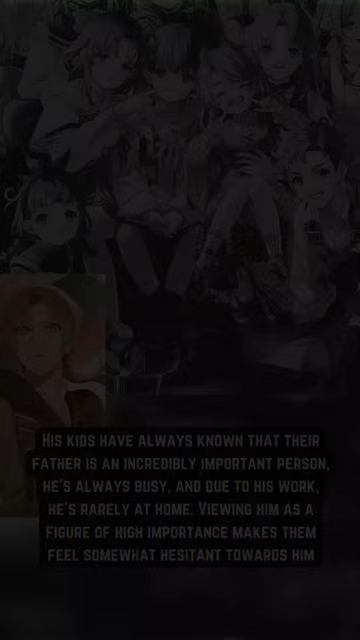 His kids have always known that their
father is an incredibly important person,
he's always busy, and due to his work,
he's rarely at home. Viewing him as a
figure of high importance makes them
feel somewhat hesitant towards him